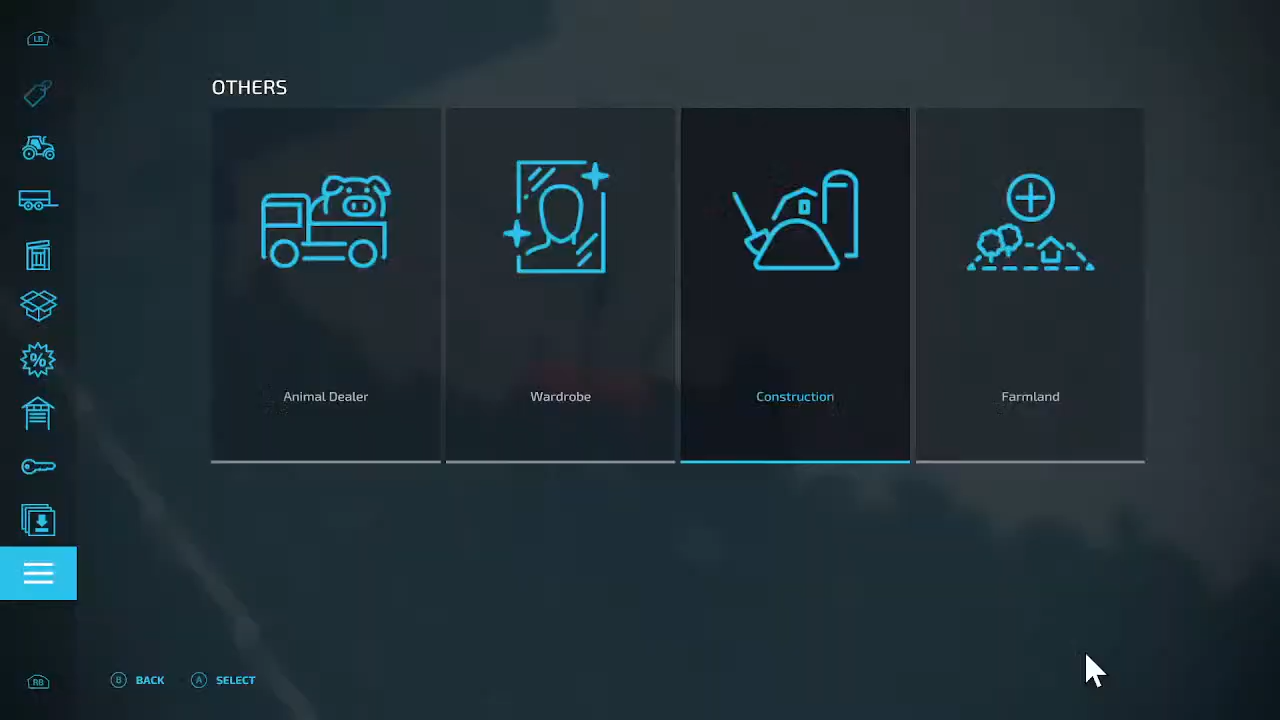 LB
OTHERS
Animal Dealer
Wardrobe
Construction
Farmland
%
RB
B BACK
A SELECT